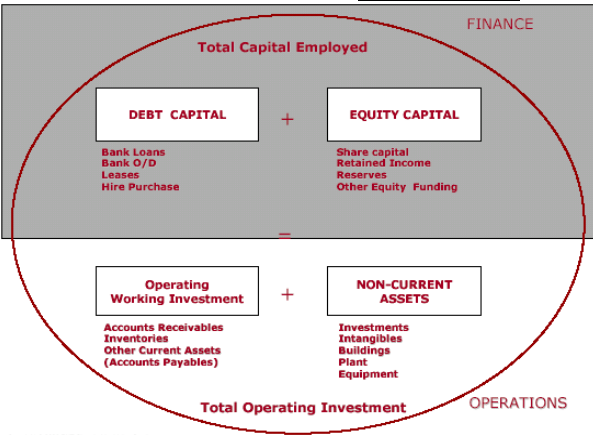 FINANCE
Total Capital Employed
DEBT CAPITAL
+
EQUITY CAPITAL
Bank Loans
Bank O/D
Leases
Hire Purchase
Share capital
Retained Income
Reserves
Other Equity Funding
=
Operating
Working Investment
+
NON-CURRENT
ASSETS
Accounts Receivables
Inventories
Other Current Assets
(Accounts Payables)
Investments
Intangibles
Buildings
Plant
Equipment
Total Operating Investment
OPERATIONS